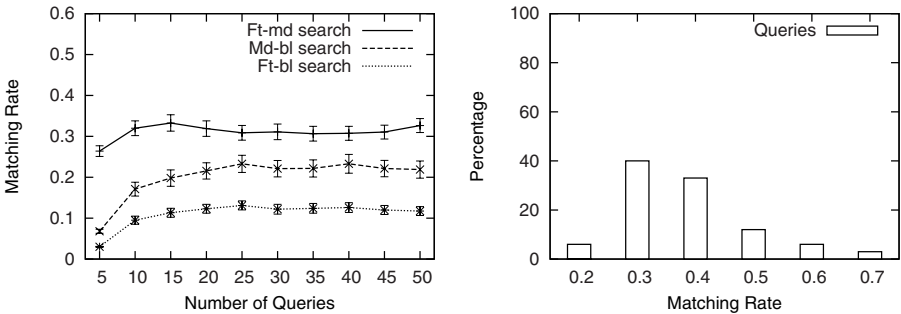 0.6
0.5
0.4
0.3
0.2
0.1
0
Matching Rate
Ft-md search
Md-bl search
Ft-bl search
5 10 15 20 25 30 35 40 45 50
Number of Queries
100
80
60
40
20
0
Percentage
Queries
0.2 0.3 0.4 0.5 0.6 0.7
Matching Rate